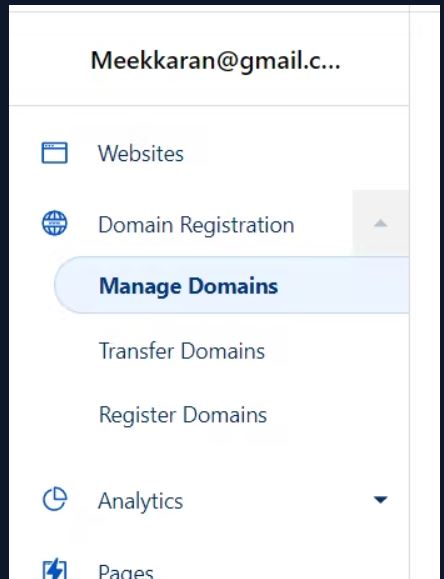 Meekkaran@gmail.c...
Websites
Domain Registration
Manage Domains
Transfer Domains
Register Domains
Analytics
Pages